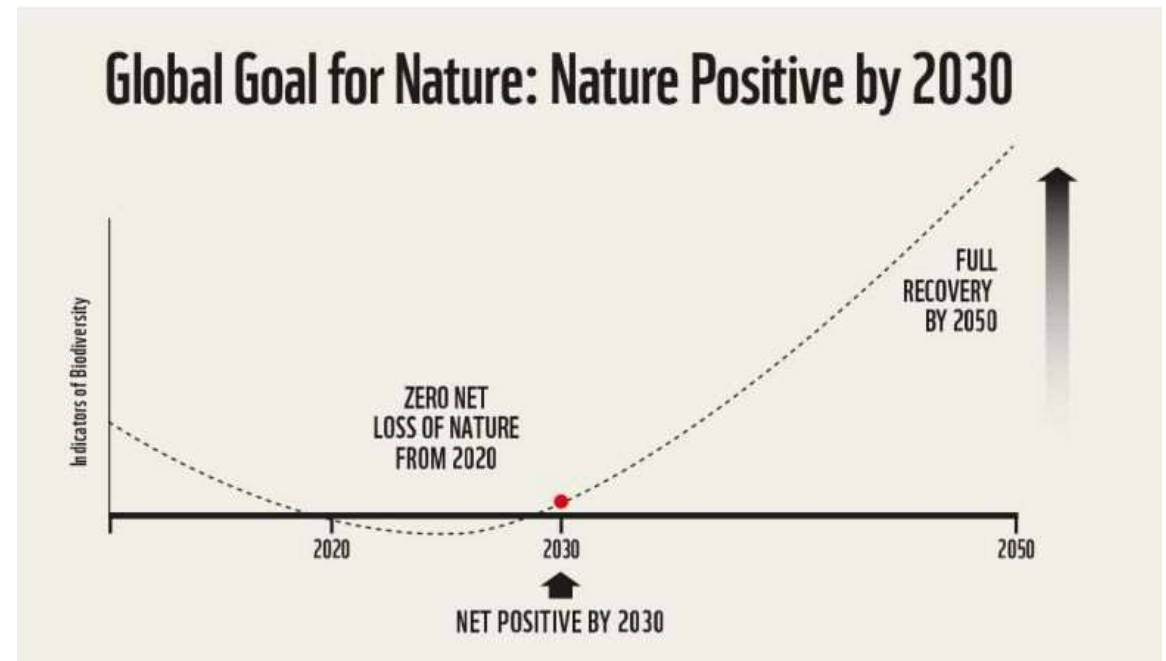 Global Goal for Nature: Nature Positive by 2030
Indicators of Biodiversity
ZERO NET
LOSS OF NATURE
FROM 2020
FULL
RECOVERY
BY 2050
2020
2030
2050
NET POSITIVE BY 2030